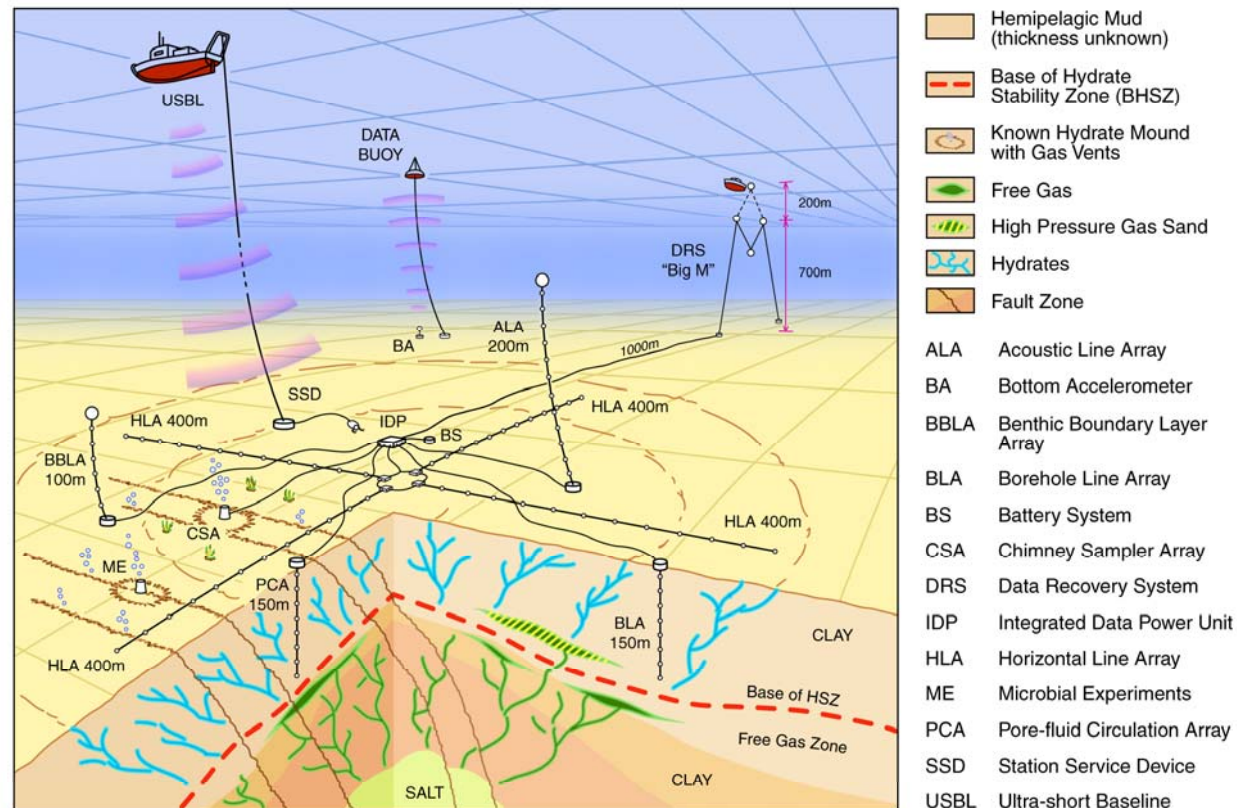 USBL
DATA
BUOY
200m
DRS
"Big M"
700m
ALA
200m
BA
1000m
SSD
HLA 400m
IDP
HLA 400m
BS
BBLA
100m
HLA 400m
CSA
ME
PCA
150m
BLA
150m
CLAY
HLA 400m
Base of HSZ
Free Gas Zone
CLAY
SALT
Hemipelagic Mud
(thickness unknown)
Base of Hydrate
Stability Zone (BHSZ)
Known Hydrate Mound
with Gas Vents
Free Gas
High Pressure Gas Sand
Hydrates
Fault Zone
ALA Acoustic Line Array
BA Bottom Accelerometer
BBLA Benthic Boundary Layer
Array
BLA Borehole Line Array
BS Battery System
CSA Chimney Sampler Array
DRS Data Recovery System
IDP Integrated Data Power Unit
HLA Horizontal Line Array
ME Microbial Experiments
PCA Pore-fluid Circulation Array
SSD Station Service Device
USBL Ultra-short Baseline